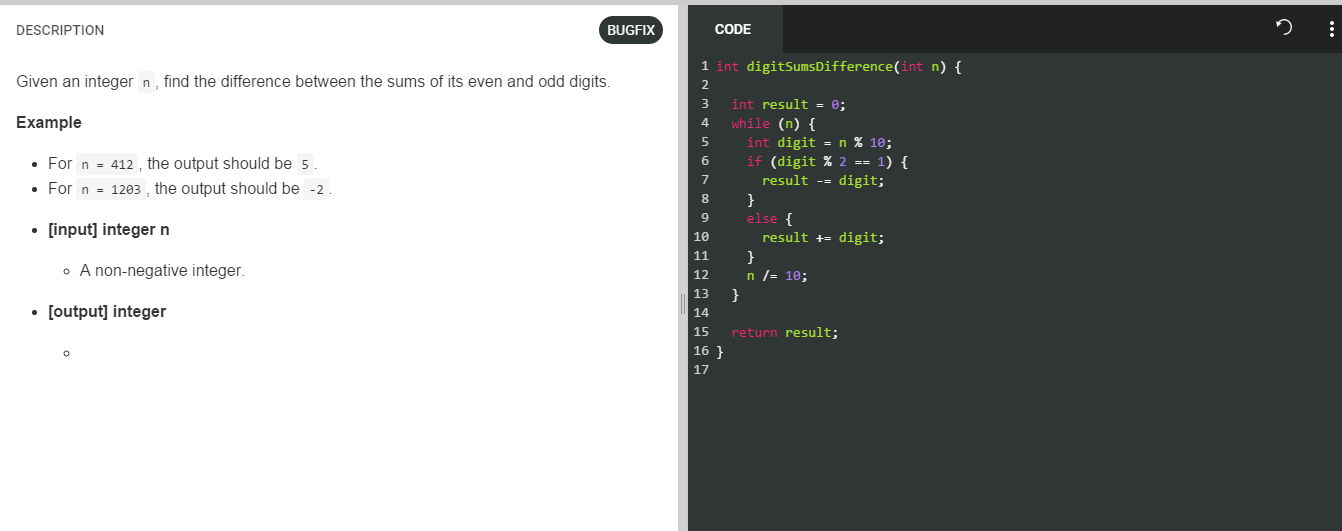 DESCRIPTION
BUGFIX
Given an integer n, find the difference between the sums of its even and odd digits.
Example
• For n = 412, the output should be 5.
• For n = 1203, the output should be -2.
• [input] integer n
◦ A non-negative integer.
• [output] integer
◦
CODE
1 int digitSumsDifference(int n) {
2
3   int result = 0;
4   while (n) {
5     int digit = n % 10;
6     if (digit % 2 == 1) {
7       result -= digit;
8     }
9     else {
10       result += digit;
11     }
12     n /= 10;
13   }
14
15   return result;
16 }
17